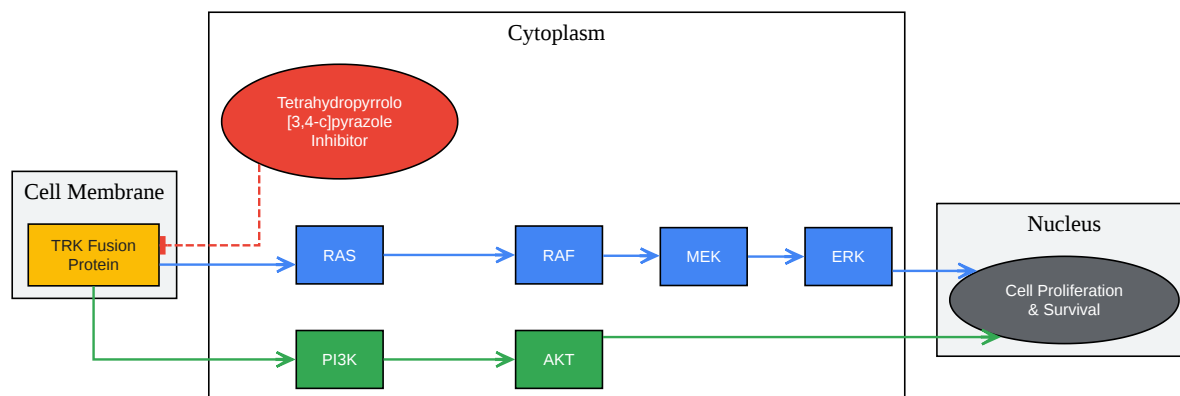 Cytoplasm
Tetrahydropyrrolo
[3,4-c]pyrazole
Inhibitor
Cell Membrane
TRK Fusion
Protein
RAS
RAF
MEK
ERK
Nucleus
Cell Proliferation
& Survival
PI3K
AKT